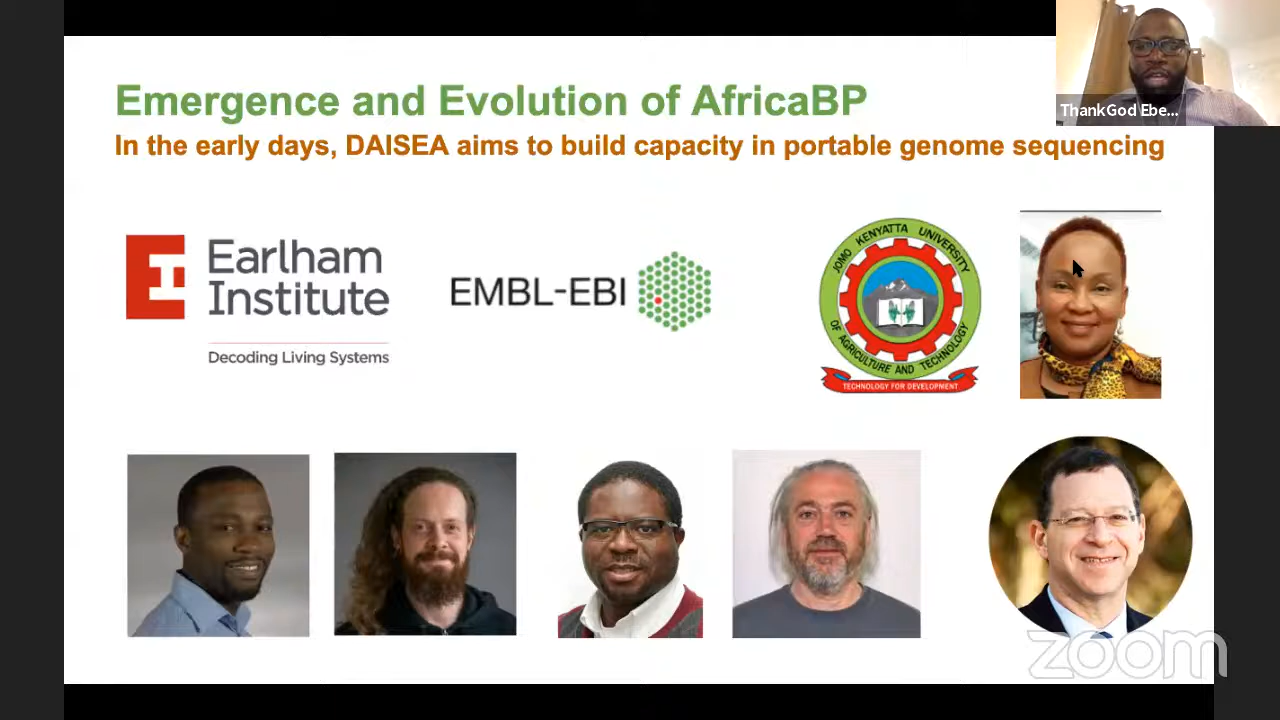 Emergence and Evolution of AfricaBP
In the early days, DAISEA aims to build capacity in portable genome sequencing
ThankGod Ebe...
Earlham
Institute
Decoding Living Systems
EMBL-EBI
JOMO KENYATTA UNIVERSITY
OF AGRICULTURE AND TECHNOLOGY
TECHNOLOGY FOR DEVELOPMENT
zoom